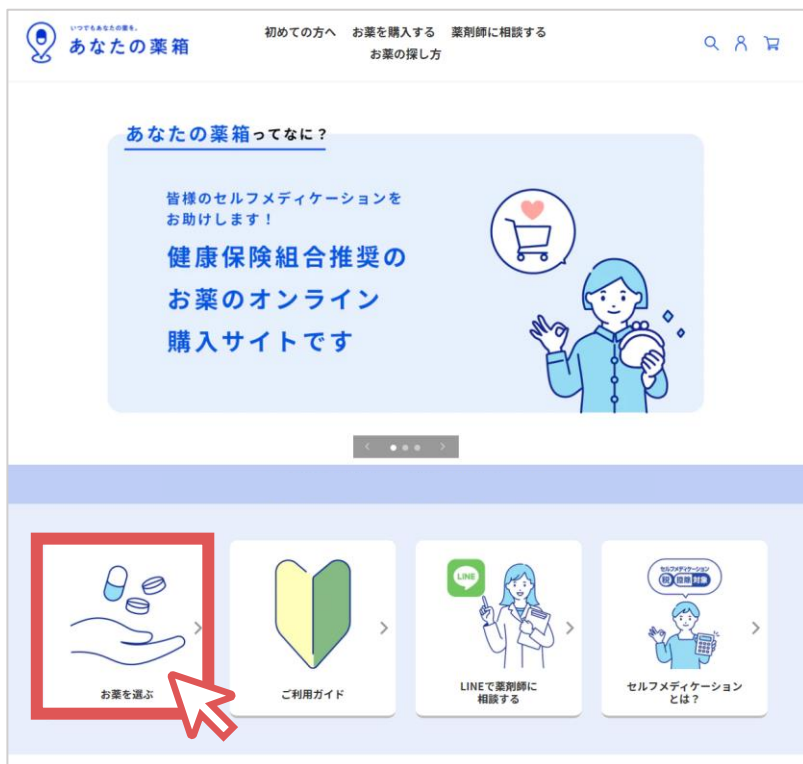 いつでもあなたの薬を。
あなたの薬箱
初めての方へ お薬を購入する 薬剤師に相談する
お薬の探し方
あなたの薬箱ってなに？
皆様のセルフメディケーションを
お助けします！
健康保険組合推奨の
お薬のオンライン
購入サイトです
お薬を選ぶ
ご利用ガイド
LINE
LINEで薬剤師に
相談する
セルフメディケーション
税控除対象
セルフメディケーション
とは？